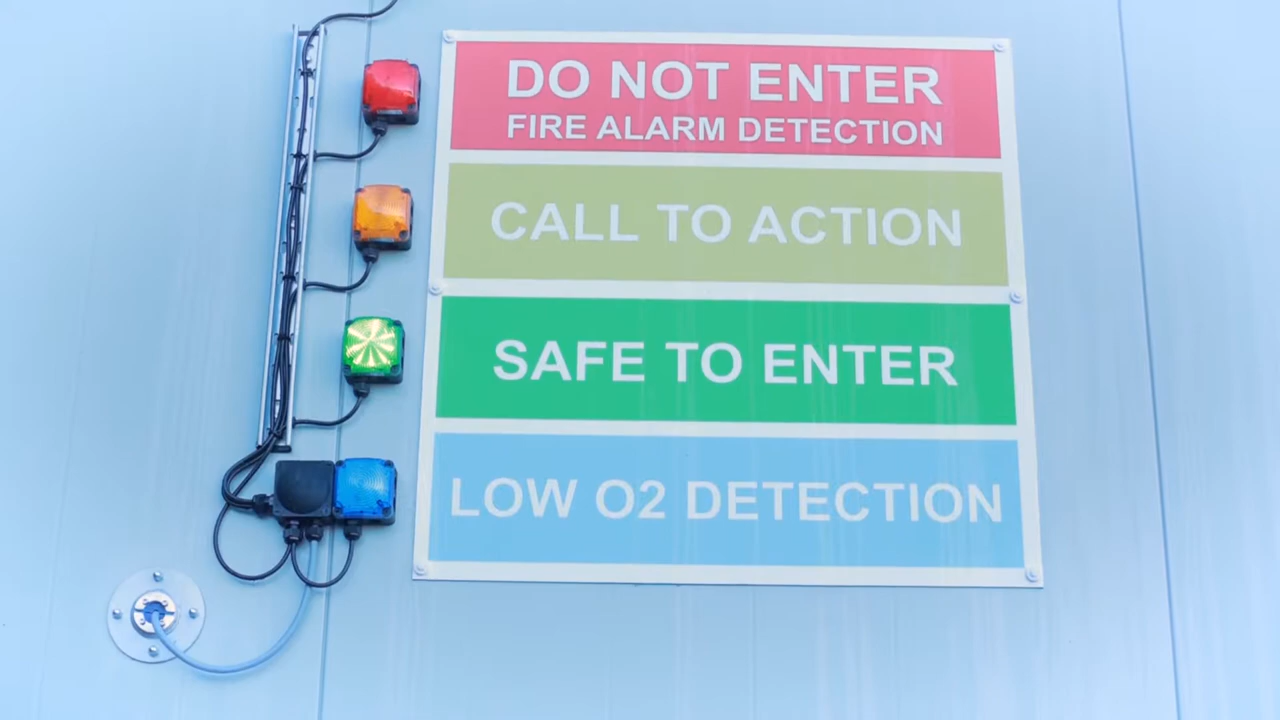 DO NOT ENTER
FIRE ALARM DETECTION
CALL TO ACTION
SAFE TO ENTER
LOW O2 DETECTION